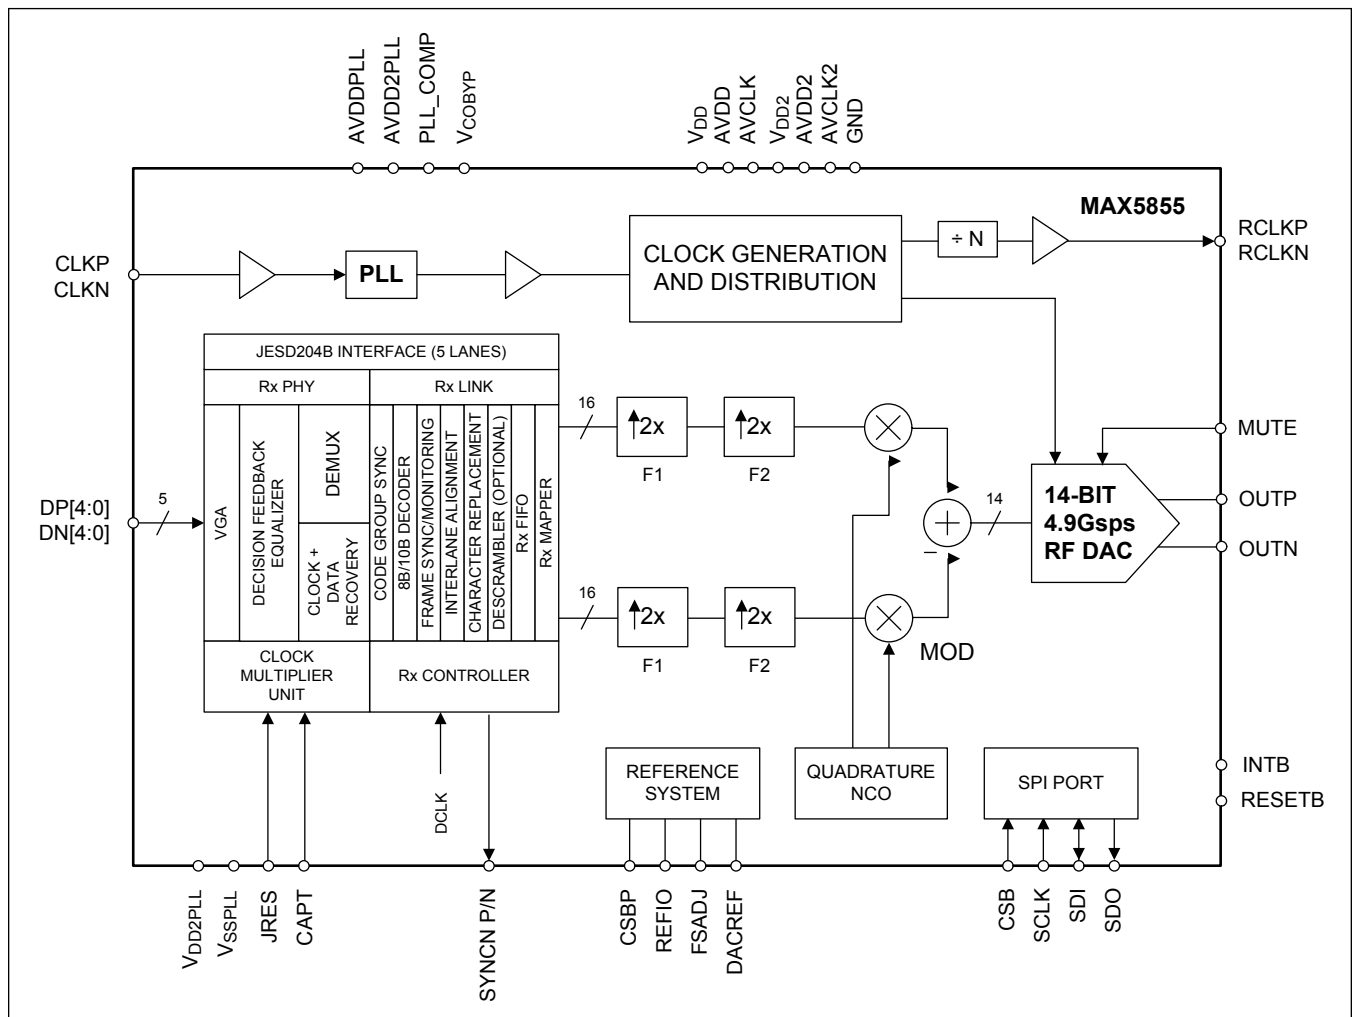 AVDDPLL
AVDD2PLL
PLL_COMP
VCOBYP
VDD
AVDD
AVCLK
VDD2
AVDD2
AVCLK2
GND
MAX5855
CLKP
CLKN
PLL
CLOCK GENERATION
AND DISTRIBUTION
÷ N
RCLKP
RCLKN
JESD204B INTERFACE (5 LANES)
Rx PHY
Rx LINK
VGA
DECISION FEEDBACK
EQUALIZER
DEMUX
CLOCK +
DATA
RECOVERY
CODE GROUP SYNC
8B/10B DECODER
FRAME SYNC/MONITORING
INTERLANE ALIGNMENT
CHARACTER REPLACEMENT
DESCRAMBLER (OPTIONAL)
Rx FIFO
Rx MAPPER
CLOCK
MULTIPLIER
UNIT
Rx CONTROLLER
DP[4:0]
DN[4:0]
5
16
2x
F1
2x
F2
16
2x
F1
2x
F2
MOD
–
14
14-BIT
4.9Gsps
RF DAC
MUTE
OUTP
OUTN
INTB
RESETB
DCLK
REFERENCE
SYSTEM
QUADRATURE
NCO
SPI PORT
VDD2PLL
VSSPLL
JRES
CAPT
SYNCN P/N
CSBP
REFIO
FSADJ
DACREF
CSB
SCLK
SDI
SDO